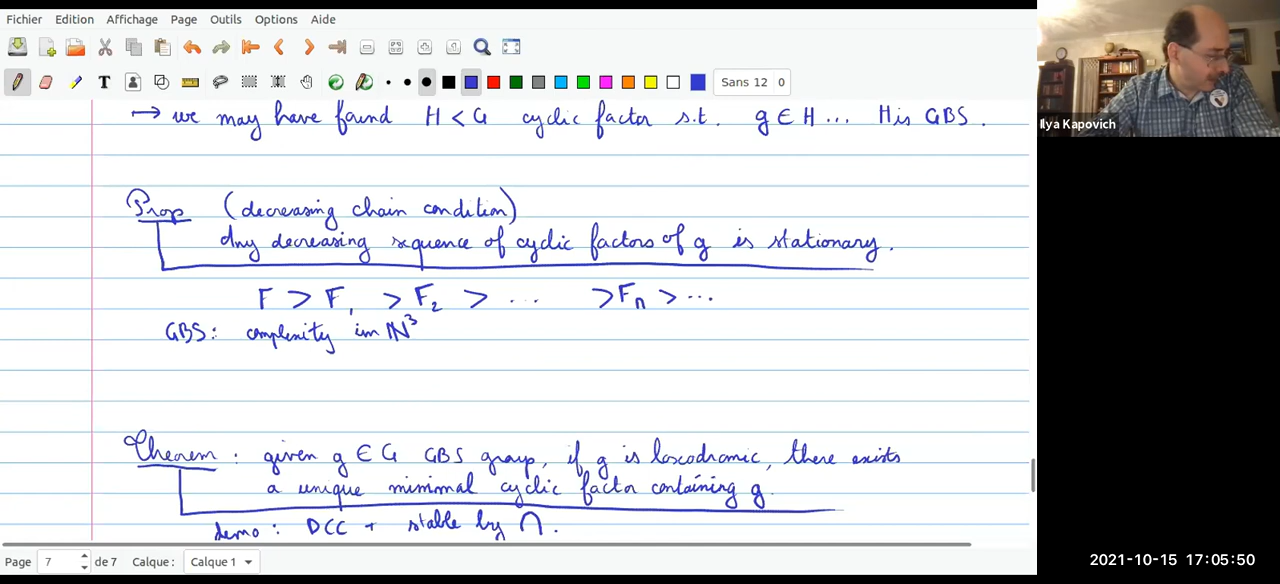 Fichier Edition Affichage Page Outils Options Aide
Sans 12 0
↦ we may have found H < G cyclic factor s.t. g ∈ H ... H is GBS.
Ilya Kapovich
Prop (decreasing chain condition)
Any decreasing sequence of cyclic factors of g is stationary.
F > F₁ > F₂ > ... > Fₙ > ...
GBS: complexity in ℕ³
Theorem : given g ∈ G GBS group, if g is loxodromic, there exists
a unique minimal cyclic factor containing g.
demo : DCC + stable by ∩.
Page 7 de 7 Calque : Calque 1
2021-10-15 17:05:50